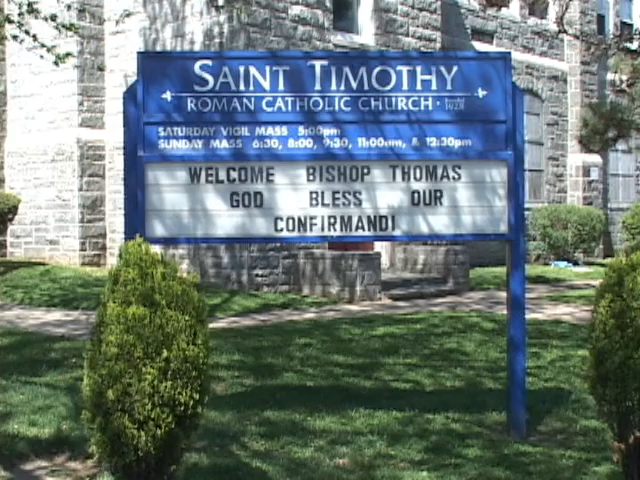 SAINT TIMOTHY
ROMAN CATHOLIC CHURCH
SATURDAY VIGIL MASS 5:00pm
SUNDAY MASS 6:30, 8:00, 9:30, 11:00am, & 12:30pm
WELCOME BISHOP THOMAS
GOD BLESS OUR
CONFIRMANDI